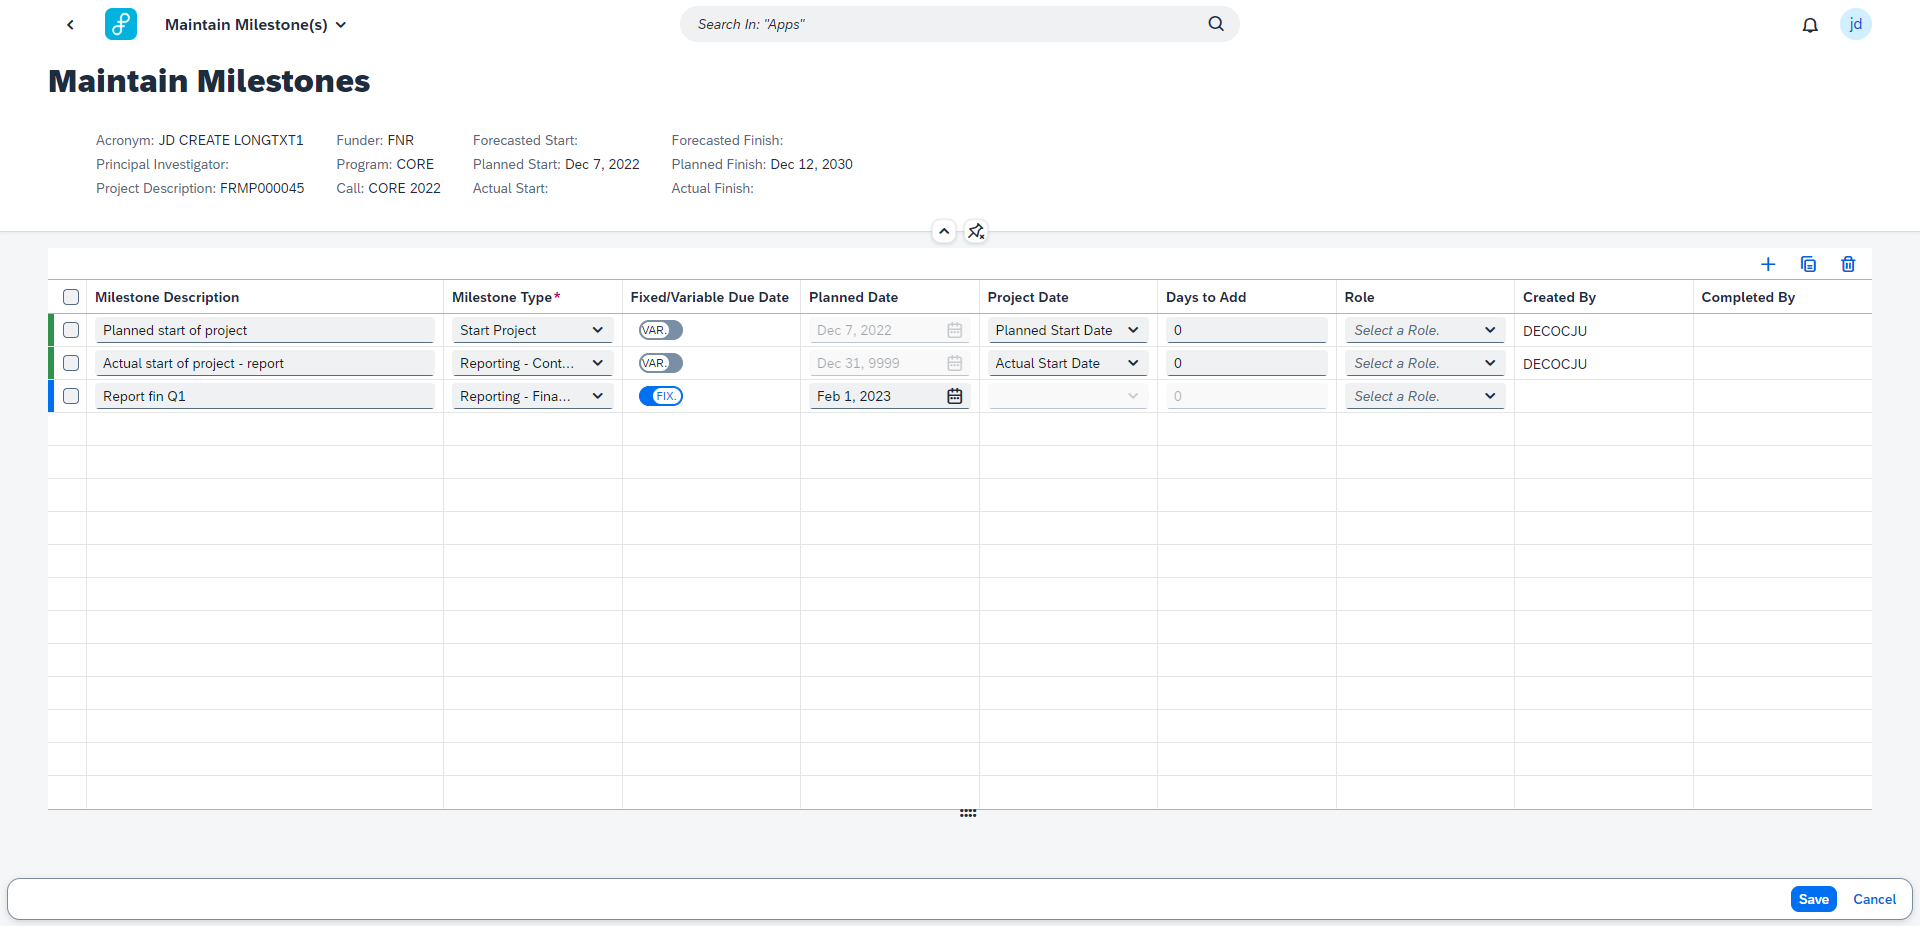 Maintain Milestone(s)
Search In: "Apps"
jd
Maintain Milestones
Acronym: JD CREATE LONGTXT1 Funder: FNR Forecasted Start: Forecasted Finish:
Principal Investigator: Program: CORE Planned Start: Dec 7, 2022 Planned Finish: Dec 12, 2030
Project Description: FRMP000045 Call: CORE 2022 Actual Start: Actual Finish:
Milestone Description Milestone Type* Fixed/Variable Due Date Planned Date Project Date Days to Add Role Created By Completed By
Planned start of project Start Project VAR. Dec 7, 2022 Planned Start Date 0 Select a Role. DECOCJU
Actual start of project - report Reporting - Cont... VAR. Dec 31, 9999 Actual Start Date 0 Select a Role. DECOCJU
Report fin Q1 Reporting - Fina... FIX. Feb 1, 2023 0 Select a Role.
Save Cancel